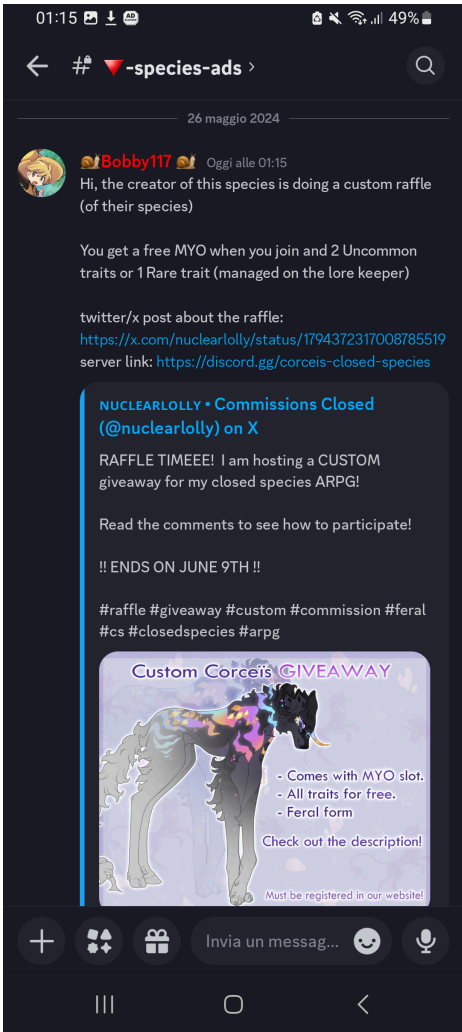 01:15 AD 49%
# 🔻-species-ads >
26 maggio 2024
🐌Bobby117 🐌 Oggi alle 01:15
Hi, the creator of this species is doing a custom raffle
(of their species)
You get a free MYO when you join and 2 Uncommon
traits or 1 Rare trait (managed on the lore keeper)
twitter/x post about the raffle:
https://x.com/nuclearlolly/status/1794372317008785519
server link: https://discord.gg/corceis-closed-species
NUCLEARLOLLY • Commissions Closed
(@nuclearlolly) on X
RAFFLE TIMEEE! I am hosting a CUSTOM
giveaway for my closed species ARPG!
Read the comments to see how to participate!
!! ENDS ON JUNE 9TH !!
#raffle #giveaway #custom #commission #feral
#cs #closedspecies #arpg
Custom Corceïs GIVEAWAY
- Comes with MYO slot.
- All traits for free.
- Feral form
Check out the description!
Must be registered in our website!
Invia un messag...